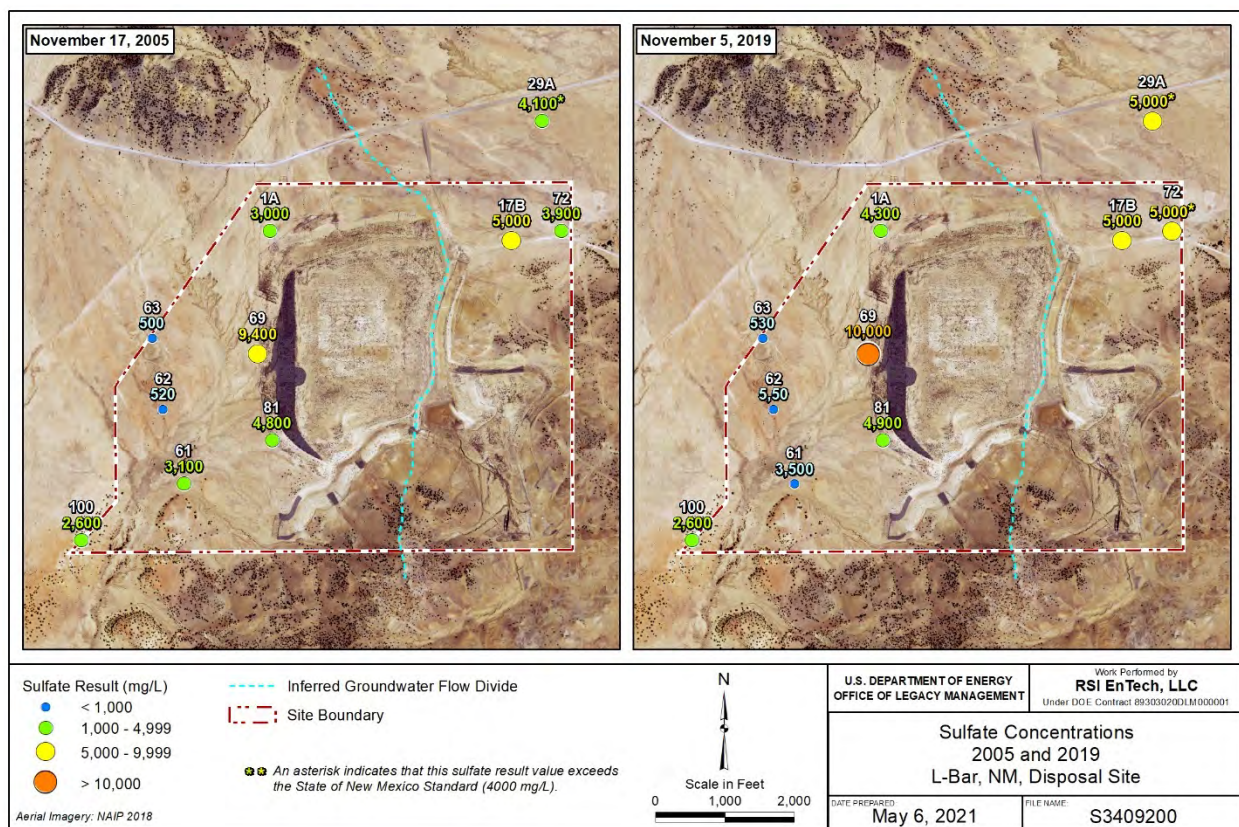 November 17, 2005
29A
4,100*
1A
3,000
17B
5,000
72
3,900
63
500
69
9,400
62
520
81
4,800
61
3,100
100
2,600
November 5, 2019
29A
5,000*
1A
4,300
17B
5,000
72
5,000*
63
530
69
10,000
62
5,50
81
4,900
61
3,500
100
2,600
Sulfate Result (mg/L)
< 1,000
1,000 - 4,999
5,000 - 9,999
> 10,000
Aerial Imagery: NAIP 2018
Inferred Groundwater Flow Divide
Site Boundary
** An asterisk indicates that this sulfate result value exceeds
the State of New Mexico Standard (4000 mg/L).
N
Scale in Feet
0 1,000 2,000
U.S. DEPARTMENT OF ENERGY
OFFICE OF LEGACY MANAGEMENT
Work Performed by
RSI EnTech, LLC
Under DOE Contract 89303020DLM000001
Sulfate Concentrations
2005 and 2019
L-Bar, NM, Disposal Site
DATE PREPARED:
May 6, 2021
FILE NAME:
S3409200